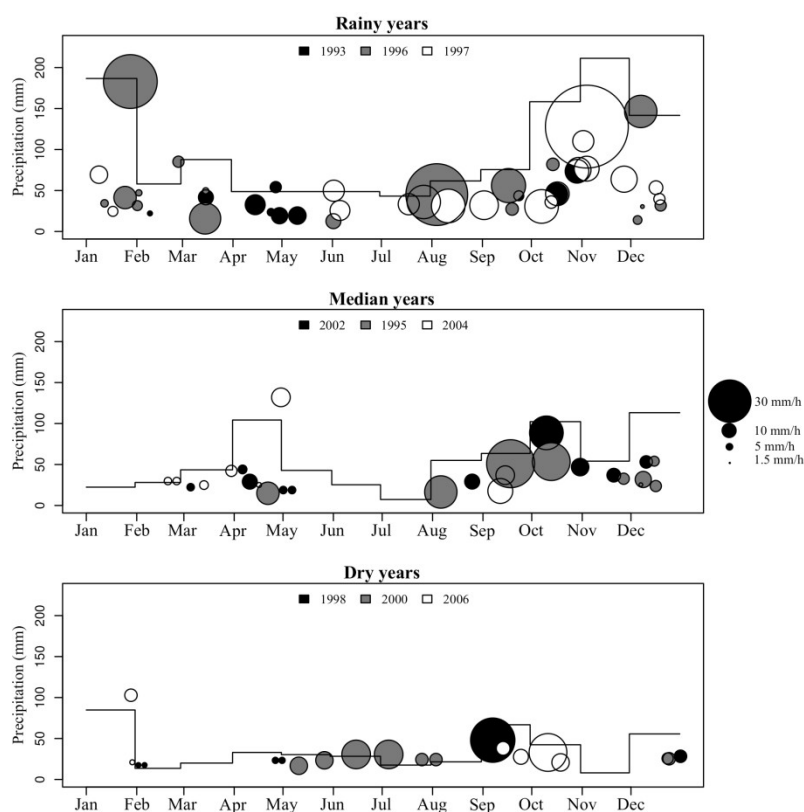 Rainy years
1993 1996 1997
Precipitation (mm)
200
150
100
50
0
Jan Feb Mar Apr May Jun Jul Aug Sep Oct Nov Dec
Median years
2002 1995 2004
Precipitation (mm)
200
150
100
50
0
Jan Feb Mar Apr May Jun Jul Aug Sep Oct Nov Dec
30 mm/h
10 mm/h
5 mm/h
1.5 mm/h
Dry years
1998 2000 2006
Precipitation (mm)
200
150
100
50
0
Jan Feb Mar Apr May Jun Jul Aug Sep Oct Nov Dec